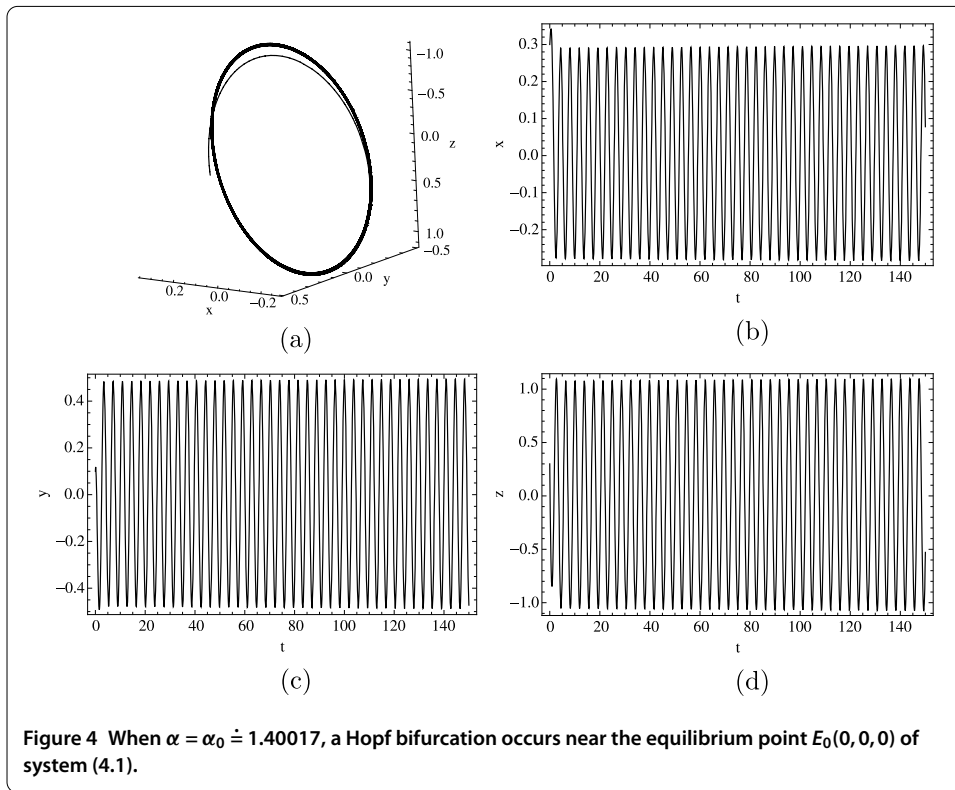 −1.0
−0.5
0.0
z
0.5
1.0
−0.5
0.0
y
0.5
0.2
0.0
−0.2
x
(a)
0.3
0.2
0.1
0.0
−0.1
−0.2
x
0 20 40 60 80 100 120 140
t
(b)
0.4
0.2
0.0
−0.2
−0.4
y
0 20 40 60 80 100 120 140
t
(c)
1.0
0.5
0.0
−0.5
−1.0
z
0 20 40 60 80 100 120 140
t
(d)
Figure 4 When α = α₀ ≐ 1.40017, a Hopf bifurcation occurs near the equilibrium point E₀(0, 0, 0) of
system (4.1).